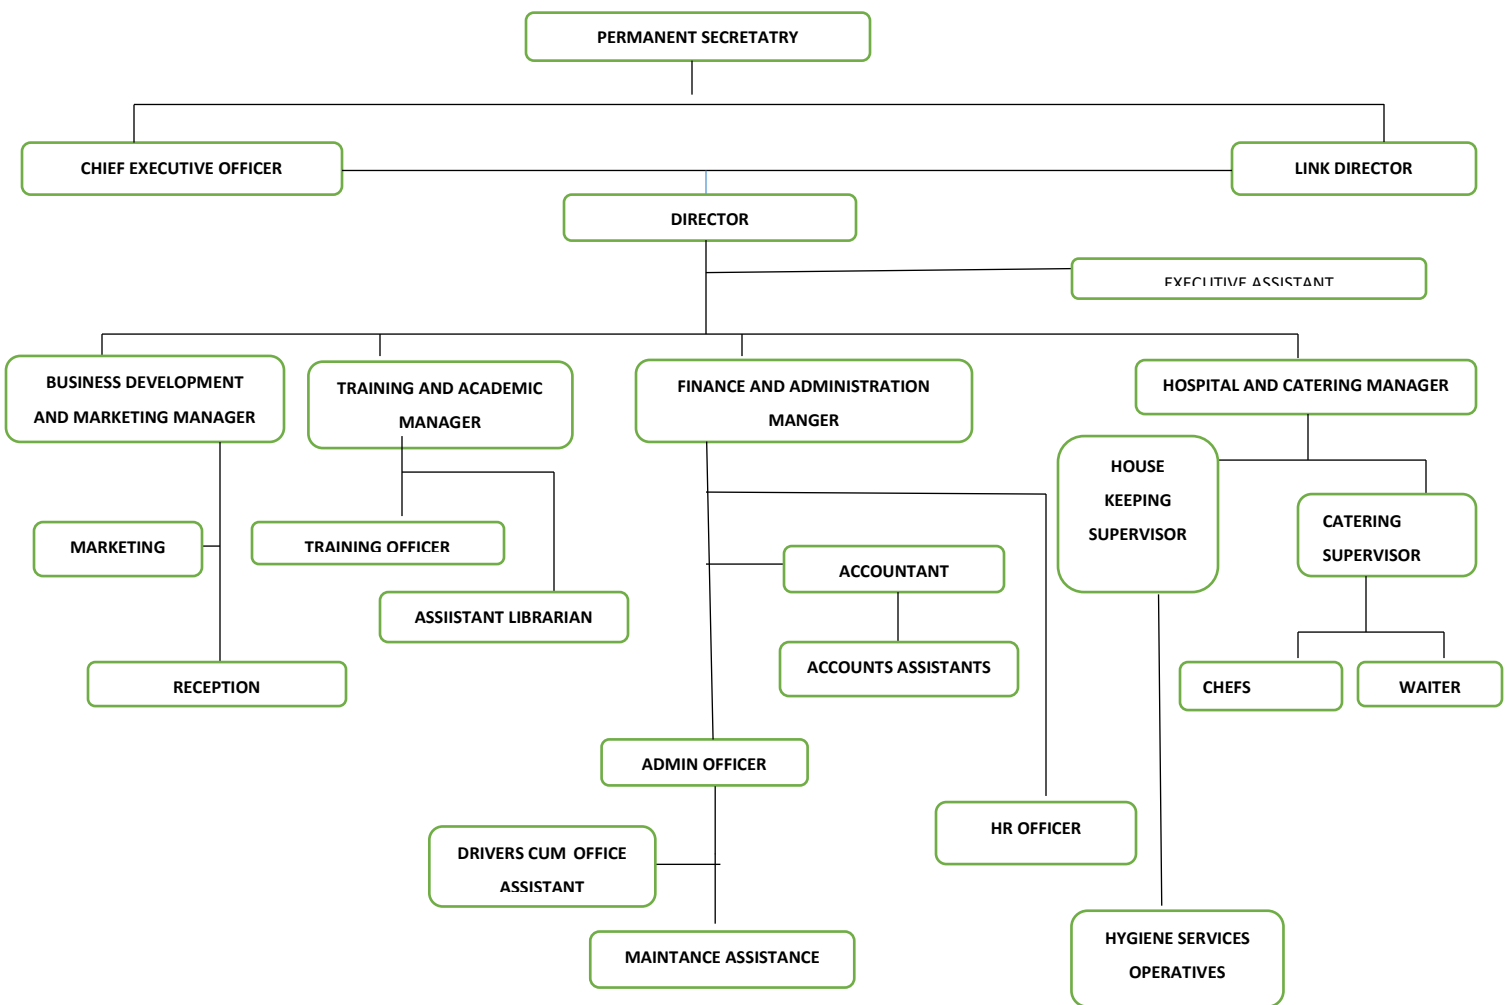 PERMANENT SECRETATRY
CHIEF EXECUTIVE OFFICER
LINK DIRECTOR
DIRECTOR
EXECUTIVE ASSISTANT
BUSINESS DEVELOPMENT
AND MARKETING MANAGER
TRAINING AND ACADEMIC
MANAGER
FINANCE AND ADMINISTRATION
MANGER
HOSPITAL AND CATERING MANAGER
HOUSE
KEEPING
SUPERVISOR
CATERING
SUPERVISOR
MARKETING
TRAINING OFFICER
ACCOUNTANT
ASSIISTANT LIBRARIAN
ACCOUNTS ASSISTANTS
RECEPTION
CHEFS
WAITER
ADMIN OFFICER
HR OFFICER
DRIVERS CUM OFFICE
ASSISTANT
MAINTANCE ASSISTANCE
HYGIENE SERVICES
OPERATIVES